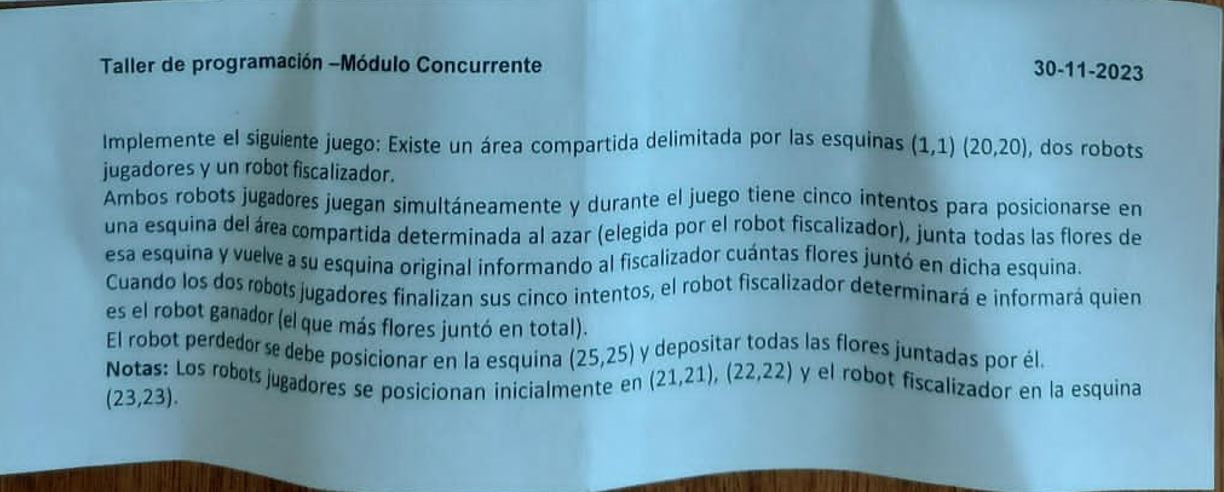 Taller de programación –Módulo Concurrente
30-11-2023
Implemente el siguiente juego: Existe un área compartida delimitada por las esquinas (1,1) (20,20), dos robots
jugadores y un robot fiscalizador.
Ambos robots jugadores juegan simultáneamente y durante el juego tiene cinco intentos para posicionarse en
una esquina del área compartida determinada al azar (elegida por el robot fiscalizador), junta todas las flores de
esa esquina y vuelve a su esquina original informando al fiscalizador cuántas flores juntó en dicha esquina.
Cuando los dos robots jugadores finalizan sus cinco intentos, el robot fiscalizador determinará e informará quien
es el robot ganador (el que más flores juntó en total).
El robot perdedor se debe posicionar en la esquina (25,25) y depositar todas las flores juntadas por él.
Notas: Los robots jugadores se posicionan inicialmente en (21,21), (22,22) y el robot fiscalizador en la esquina
(23,23).